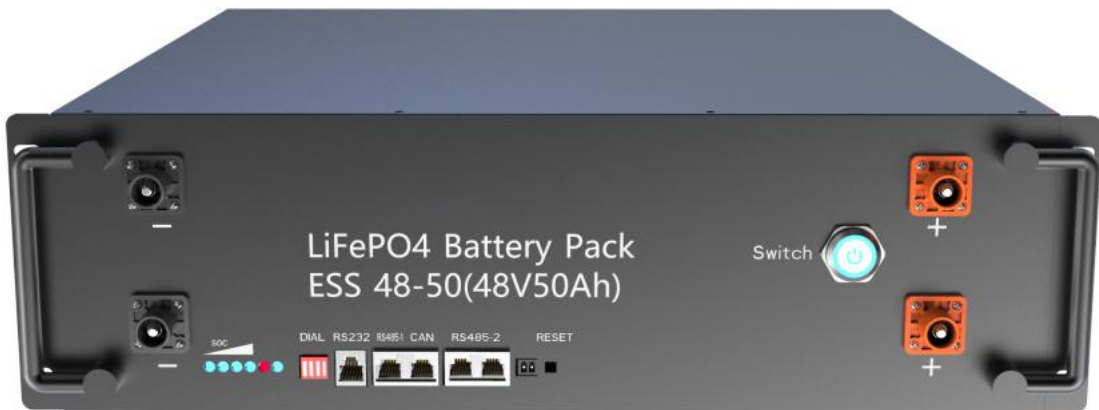 LiFePO4 Battery Pack
ESS 48-50(48V50Ah)
Switch
−
+
SOC
DIAL RS232 RS485-1 CAN RS485-2 RESET
−
+